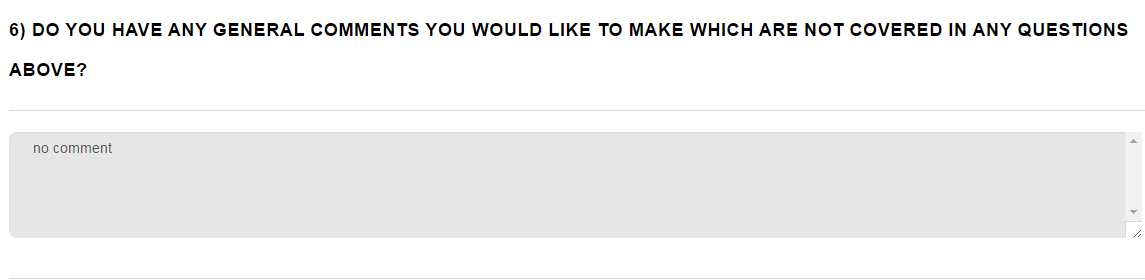 6) DO YOU HAVE ANY GENERAL COMMENTS YOU WOULD LIKE TO MAKE WHICH ARE NOT COVERED IN ANY QUESTIONS
ABOVE?
no comment